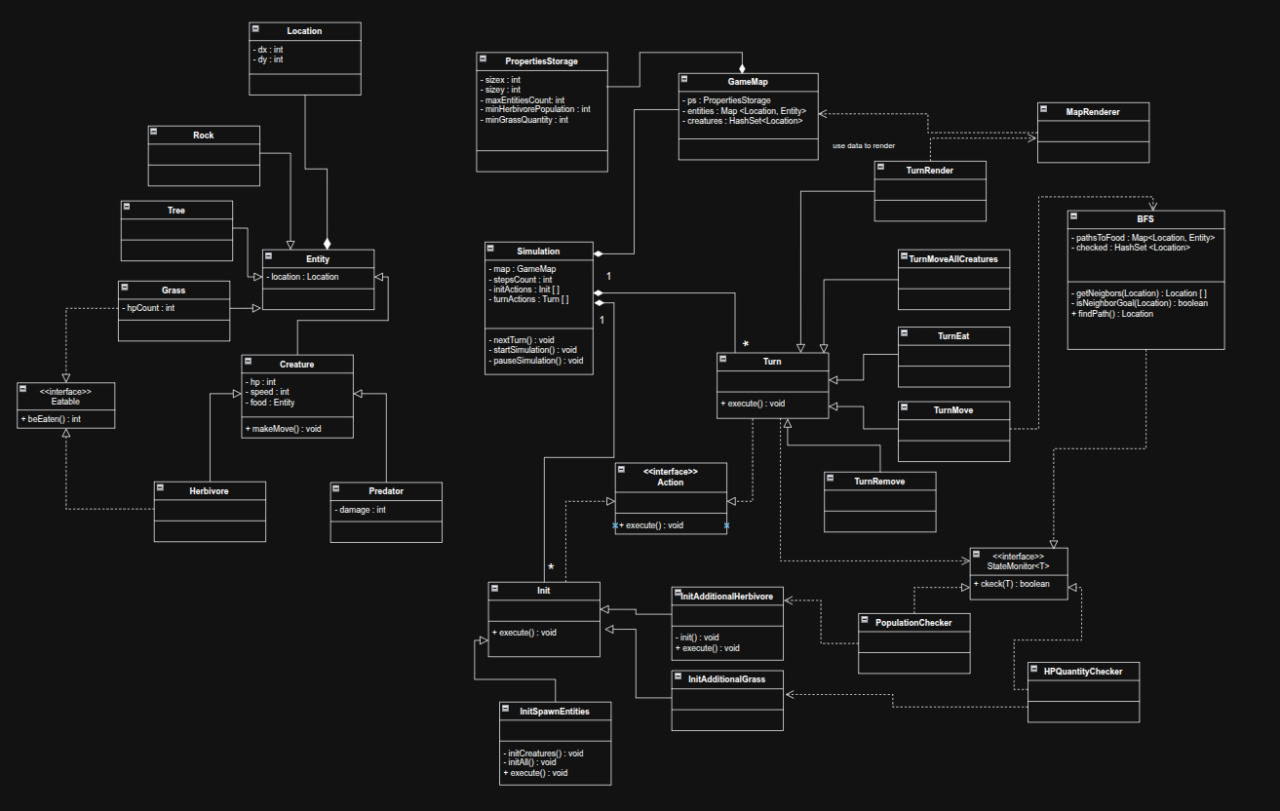 Location
- dx : int
- dy : int
PropertiesStorage
- sizex : int
- sizey : int
- maxEntitiesCount: int
- minHerbivorePopulation : int
- minGrassQuantity : int
GameMap
- ps : PropertiesStorage
- entities : Map <Location, Entity>
- creatures : HashSet<Location>
MapRenderer
use data to render
TurnRender
Rock
Tree
Entity
- location : Location
Grass
- hpCount : int
Creature
- hp : int
- speed : int
- food : Entity
+ makeMove() : void
<<interface>>
Eatable
+ beEaten() : int
Herbivore
Predator
- damage : int
Simulation
- map : GameMap
- stepsCount : int
- initActions : Init [ ]
- turnActions : Turn [ ]
- nextTurn() : void
- startSimulation() : void
- pauseSimulation() : void
1
1
*
BFS
- pathsToFood : Map<Location, Entity>
- checked : HashSet <Location>
- getNeigbors(Location) : Location [ ]
- isNeighborGoal(Location) : boolean
+ findPath() : Location
TurnMoveAllCreatures
TurnEat
Turn
+ execute() : void
TurnMove
TurnRemove
<<interface>>
Action
+ execute() : void
*
Init
+ execute() : void
InitAdditionalHerbivore
- init() : void
+ execute() : void
InitAdditionalGrass
InitSpawnEntities
- initCreatures() : void
- initAll() : void
+ execute() : void
<<interface>>
StateMonitor<T>
+ ckeck(T) : boolean
PopulationChecker
HPQuantityChecker